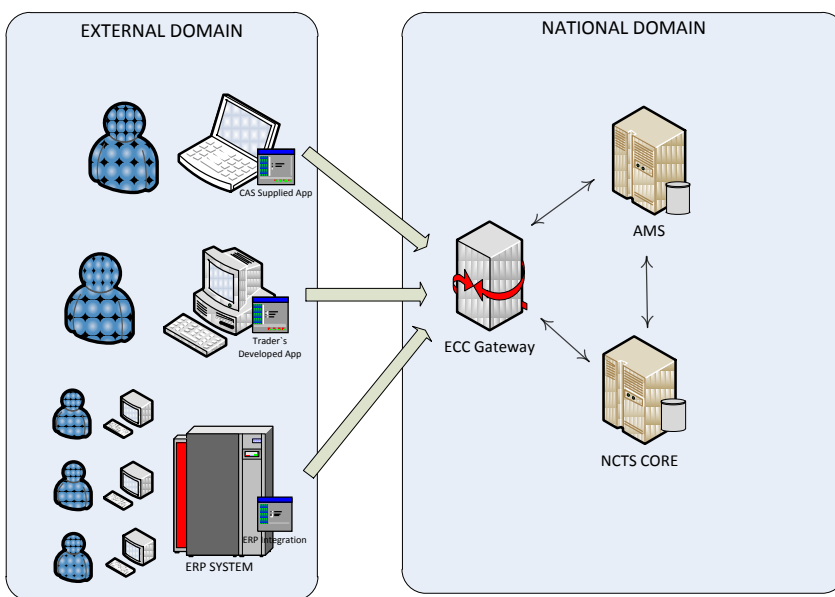 EXTERNAL DOMAIN
CAS Supplied App
Trader`s
Developed App
ERP Integration
ERP SYSTEM
NATIONAL DOMAIN
AMS
ECC Gateway
NCTS CORE